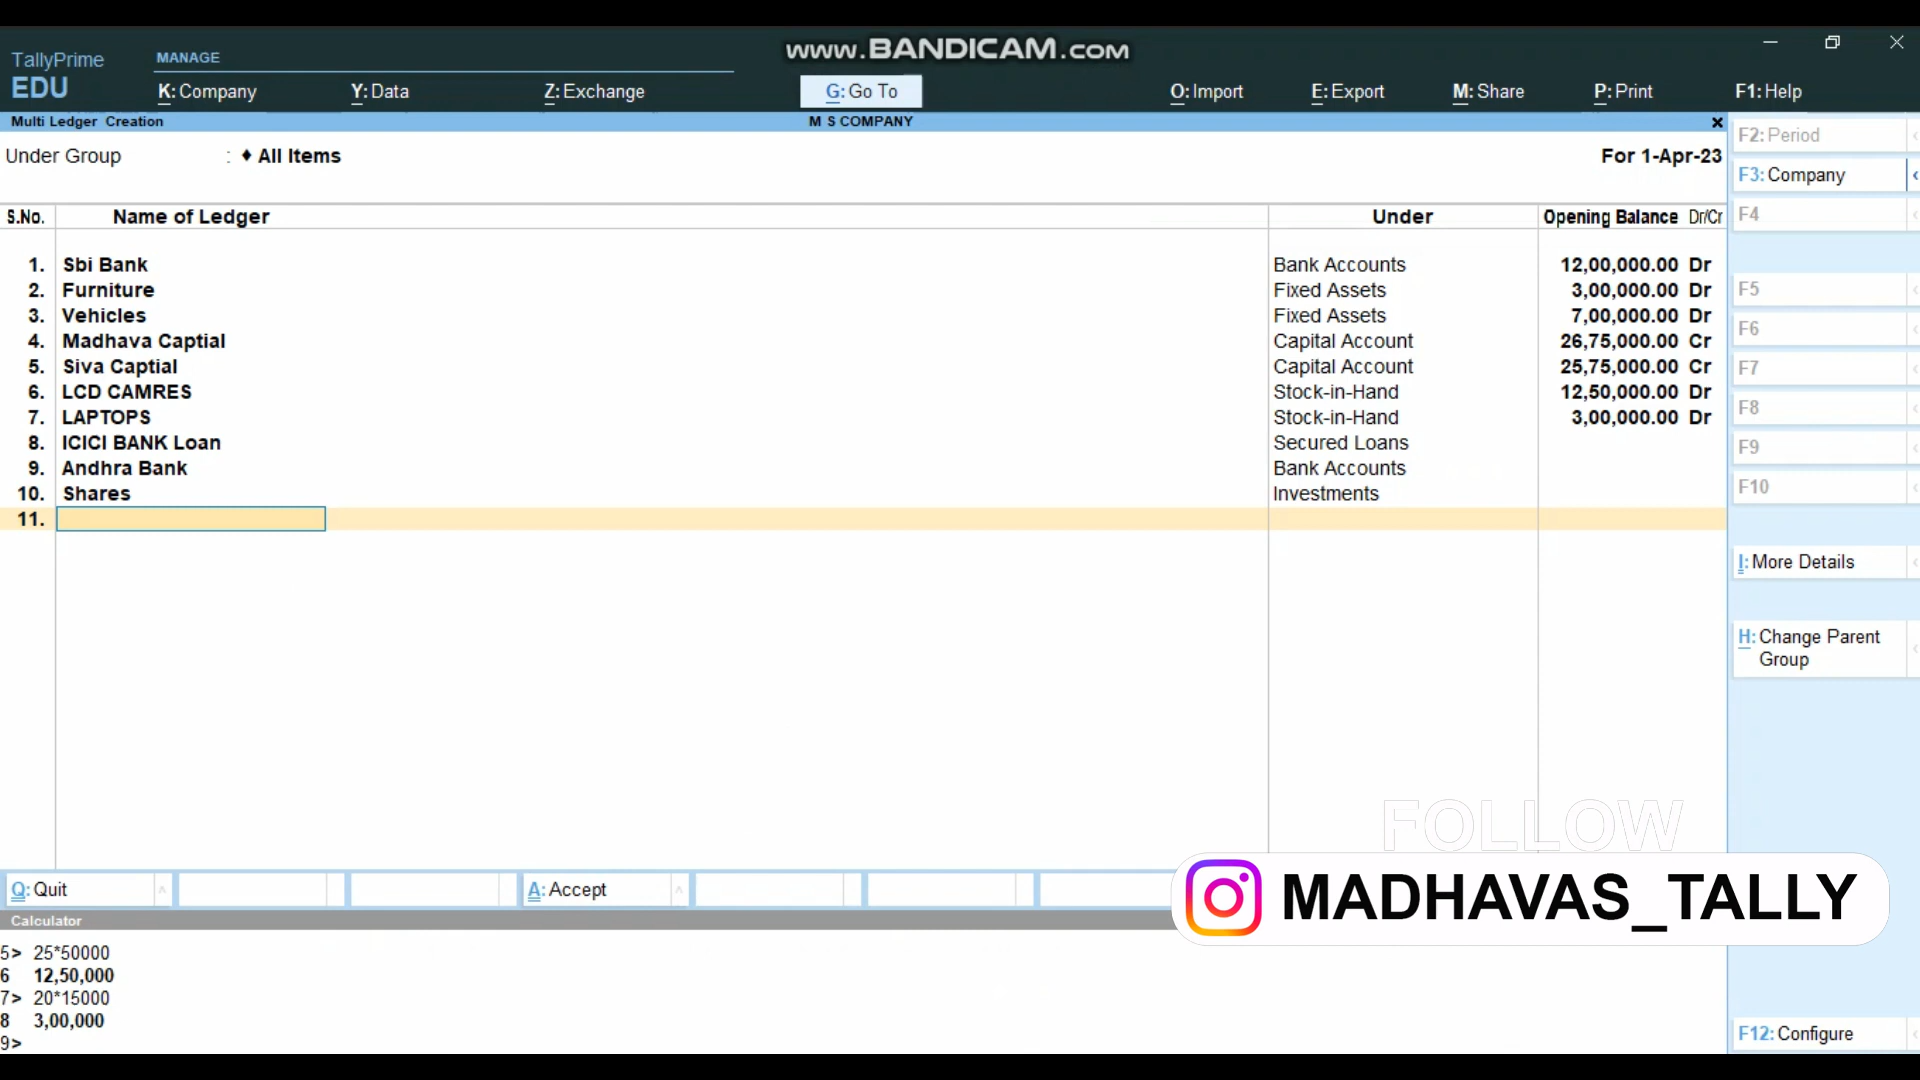 www.BANDICAM.com
TallyPrime
EDU
MANAGE
K: Company
Y: Data
Z: Exchange
G: Go To
O: Import
E: Export
M: Share
P: Print
F1: Help
Multi Ledger Creation
M S COMPANY
Under Group : ♦ All Items
For 1-Apr-23
S.No. Name of Ledger Under Opening Balance Dr/Cr
1. Sbi Bank Bank Accounts 12,00,000.00 Dr
2. Furniture Fixed Assets 3,00,000.00 Dr
3. Vehicles Fixed Assets 7,00,000.00 Dr
4. Madhava Captial Capital Account 26,75,000.00 Cr
5. Siva Captial Capital Account 25,75,000.00 Cr
6. LCD CAMRES Stock-in-Hand 12,50,000.00 Dr
7. LAPTOPS Stock-in-Hand 3,00,000.00 Dr
8. ICICI BANK Loan Secured Loans
9. Andhra Bank Bank Accounts
10. Shares Investments
11.
F2: Period
F3: Company
F4
F5
F6
F7
F8
F9
F10
I: More Details
H: Change Parent
Group
F12: Configure
FOLLOW
MADHAVAS_TALLY
Q: Quit
A: Accept
Calculator
5> 25*50000
6 12,50,000
7> 20*15000
8 3,00,000
9>